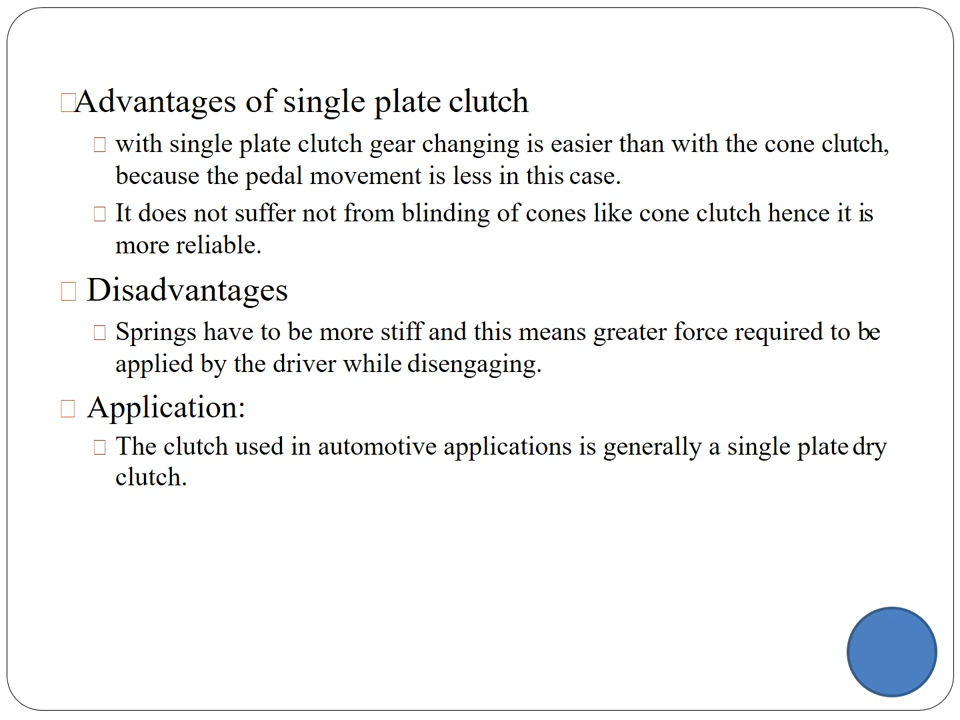 Advantages of single plate clutch
with single plate clutch gear changing is easier than with the cone clutch,
because the pedal movement is less in this case.
It does not suffer not from blinding of cones like cone clutch hence it is
more reliable.
Disadvantages
Springs have to be more stiff and this means greater force required to be
applied by the driver while disengaging.
Application:
The clutch used in automotive applications is generally a single plate dry
clutch.